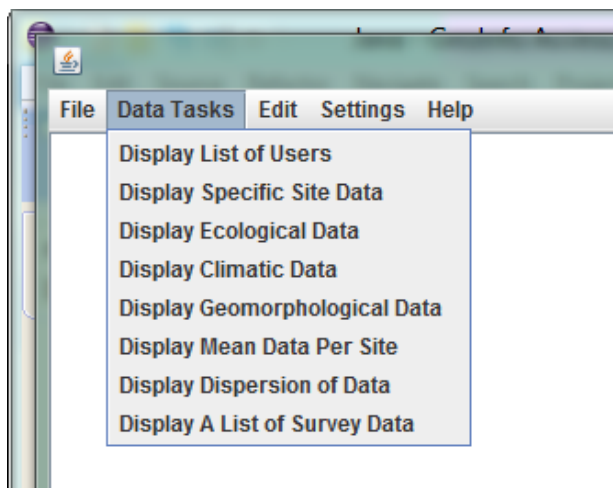 File Data Tasks Edit Settings Help
Display List of Users
Display Specific Site Data
Display Ecological Data
Display Climatic Data
Display Geomorphological Data
Display Mean Data Per Site
Display Dispersion of Data
Display A List of Survey Data